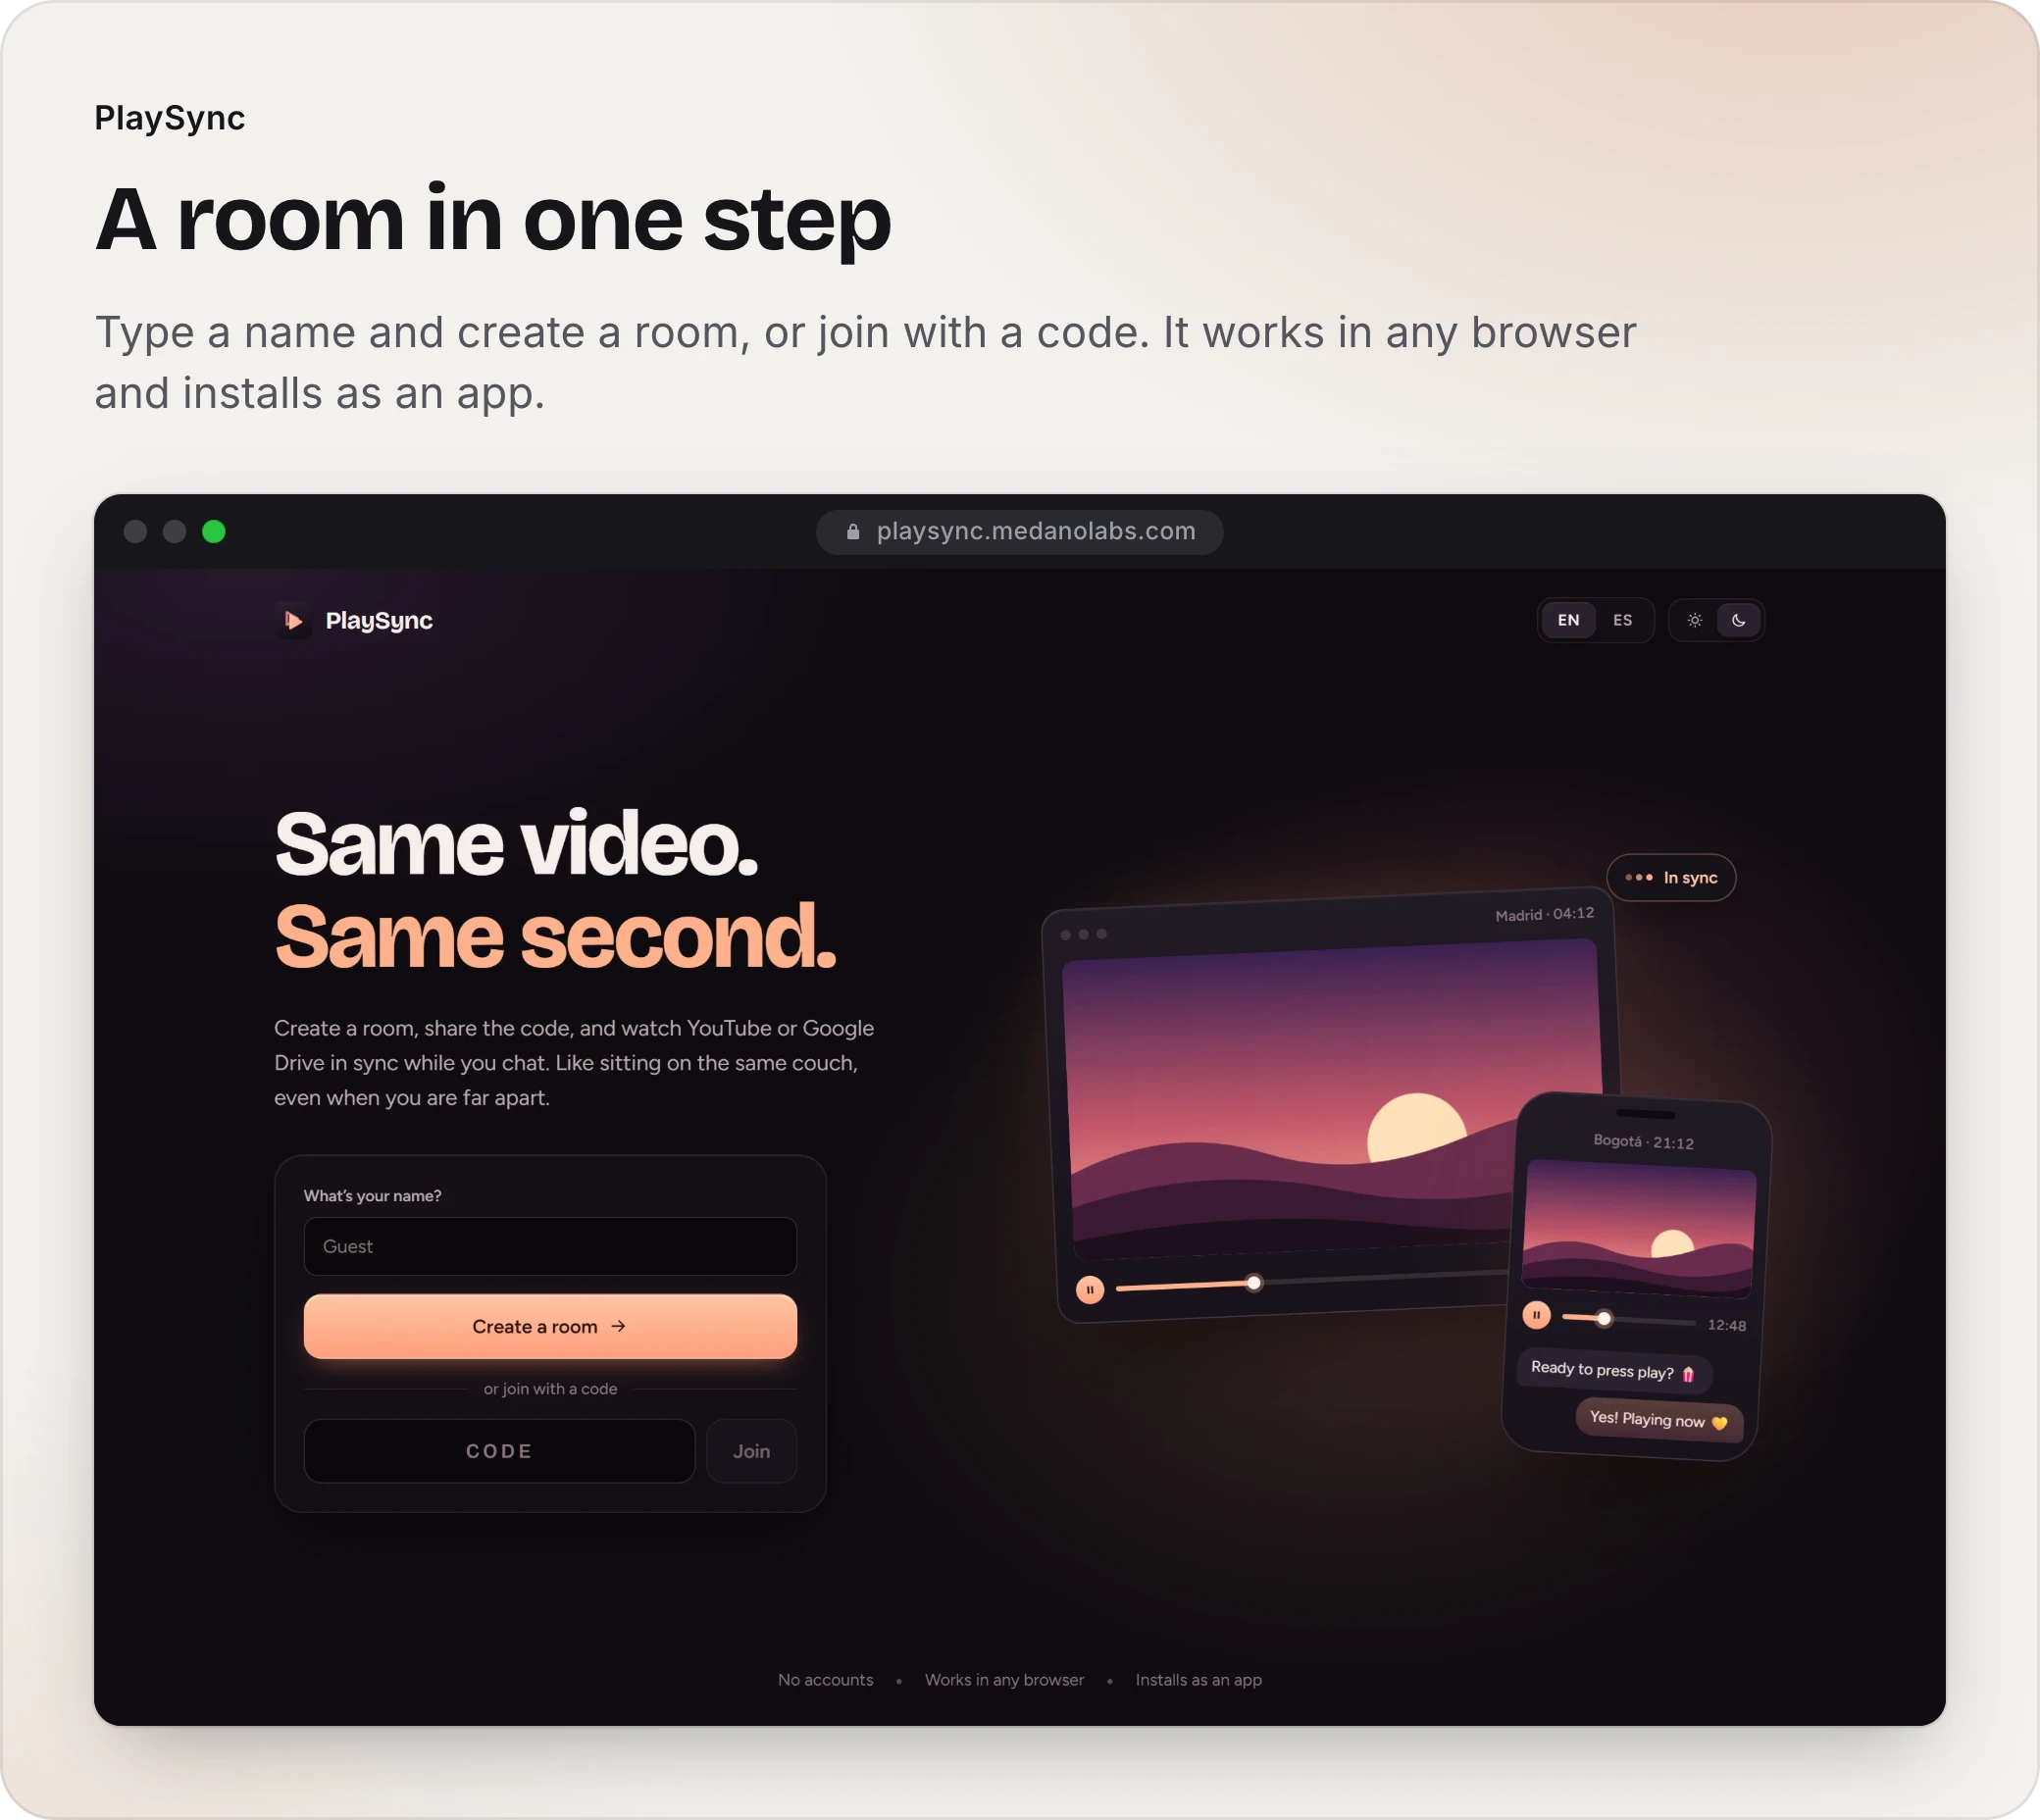 PlaySync
A room in one step
Type a name and create a room, or join with a code. It works in any browser
and installs as an app.
playsync.medanolabs.com
PlaySync
EN ES
Same video.
Same second.
Create a room, share the code, and watch YouTube or Google
Drive in sync while you chat. Like sitting on the same couch,
even when you are far apart.
What's your name?
Guest
Create a room →
or join with a code
CODE
Join
In sync
Madrid · 04:12
Bogotá · 21:12
12:48
Ready to press play? 🍿
Yes! Playing now 🧡
No accounts • Works in any browser • Installs as an app